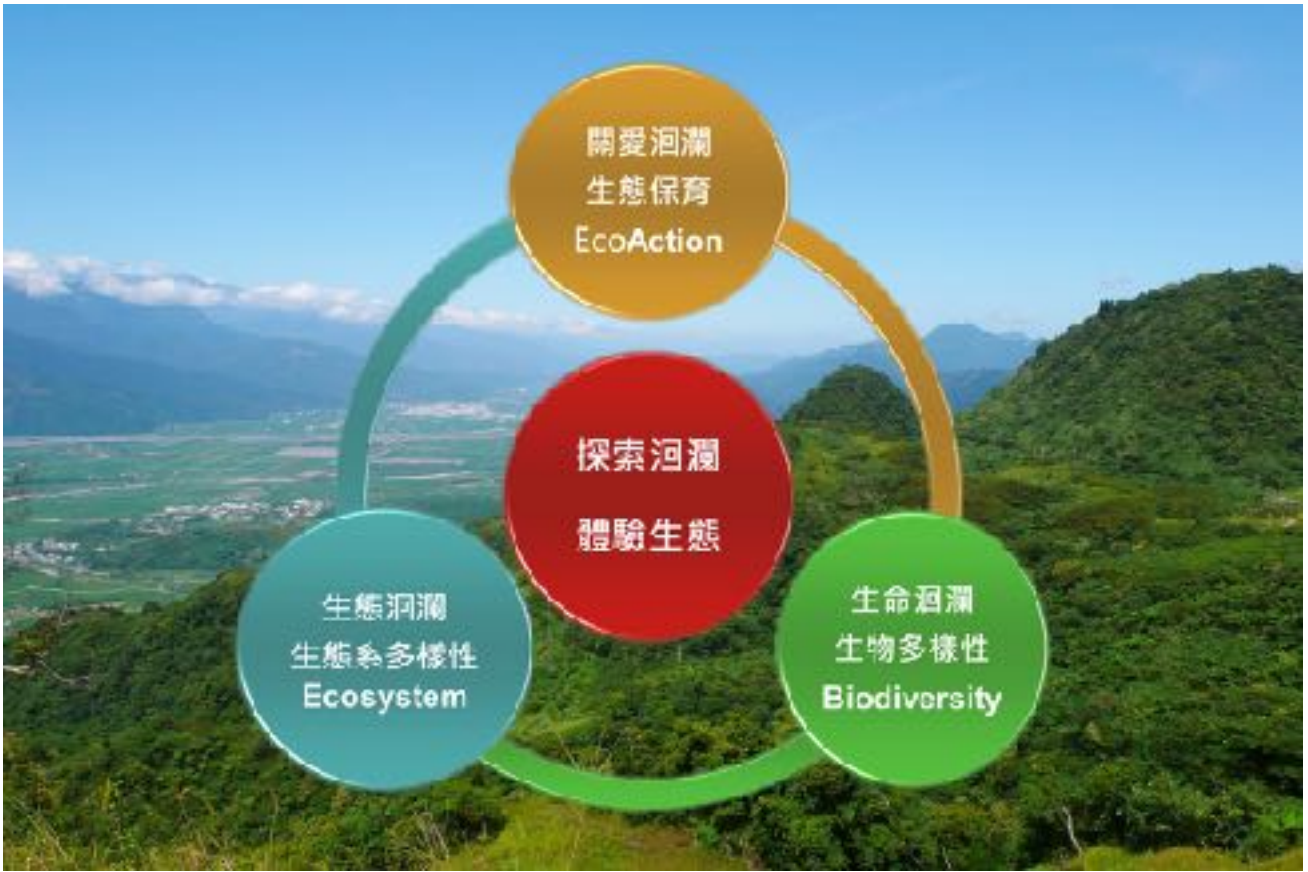 關愛洄瀾
生態保育
EcoAction
探索洄瀾
體驗生態
生態洄瀾
生態系多樣性
Ecosystem
生命洄瀾
生物多樣性
Biodiversity